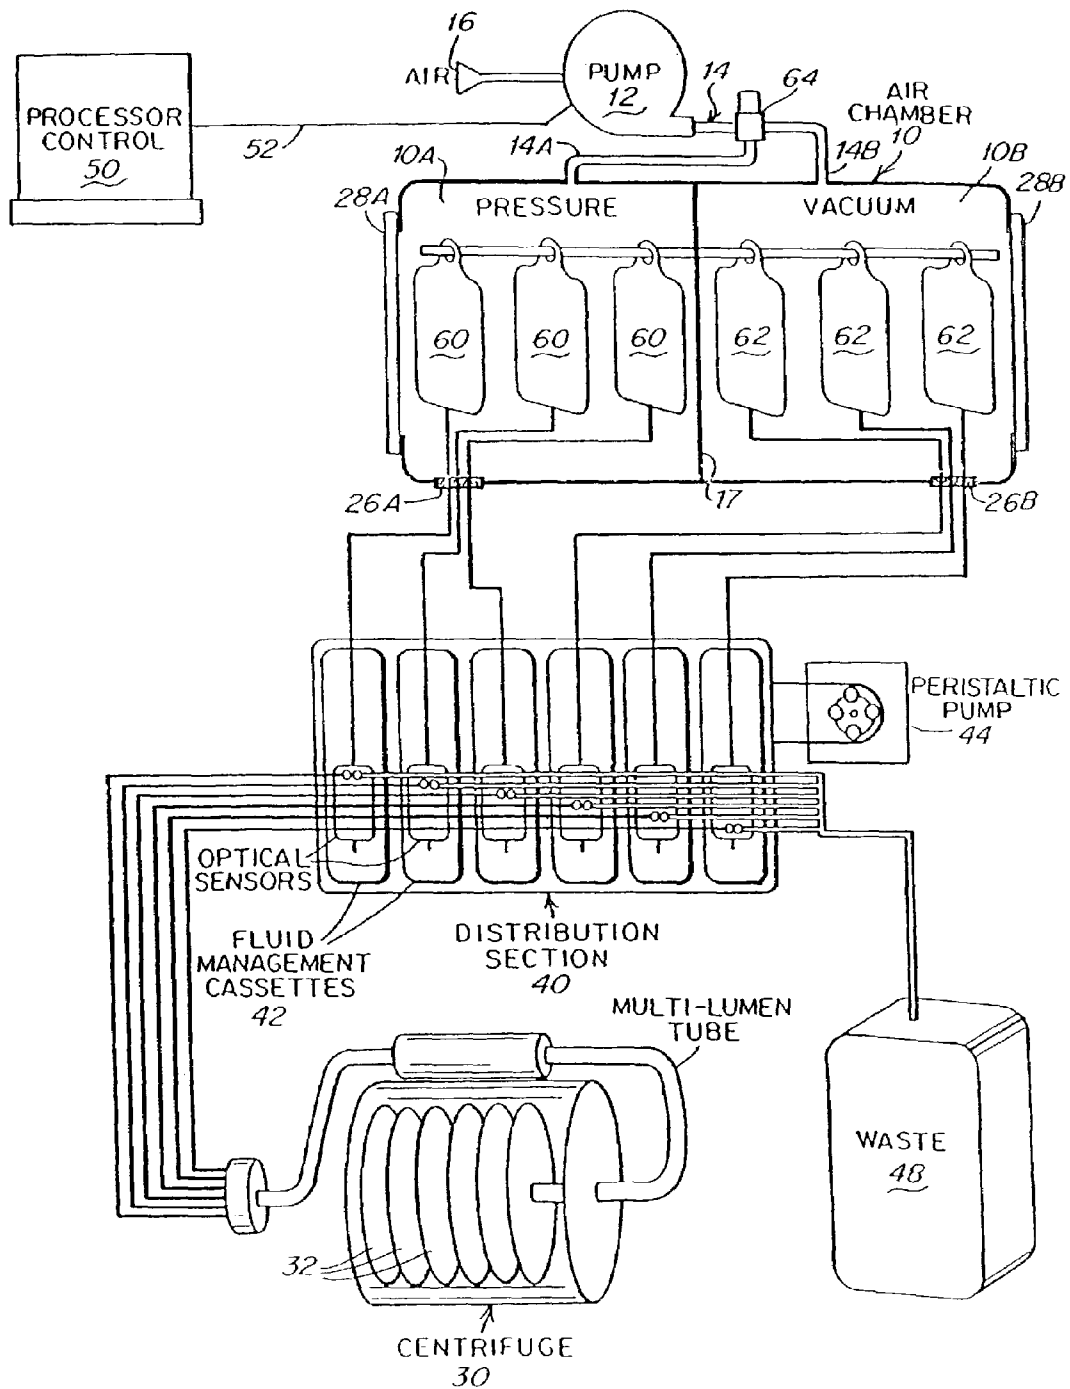 16
AIR
PUMP
12
14
64
AIR
CHAMBER
10
PROCESSOR
CONTROL
50
52
14A
14B
10A
10B
28A
28B
PRESSURE
VACUUM
60
60
60
62
62
62
26A
17
26B
PERISTALTIC
PUMP
44
OPTICAL
SENSORS
FLUID
MANAGEMENT
CASSETTES
42
DISTRIBUTION
SECTION
40
MULTI-LUMEN
TUBE
WASTE
48
32
CENTRIFUGE
30